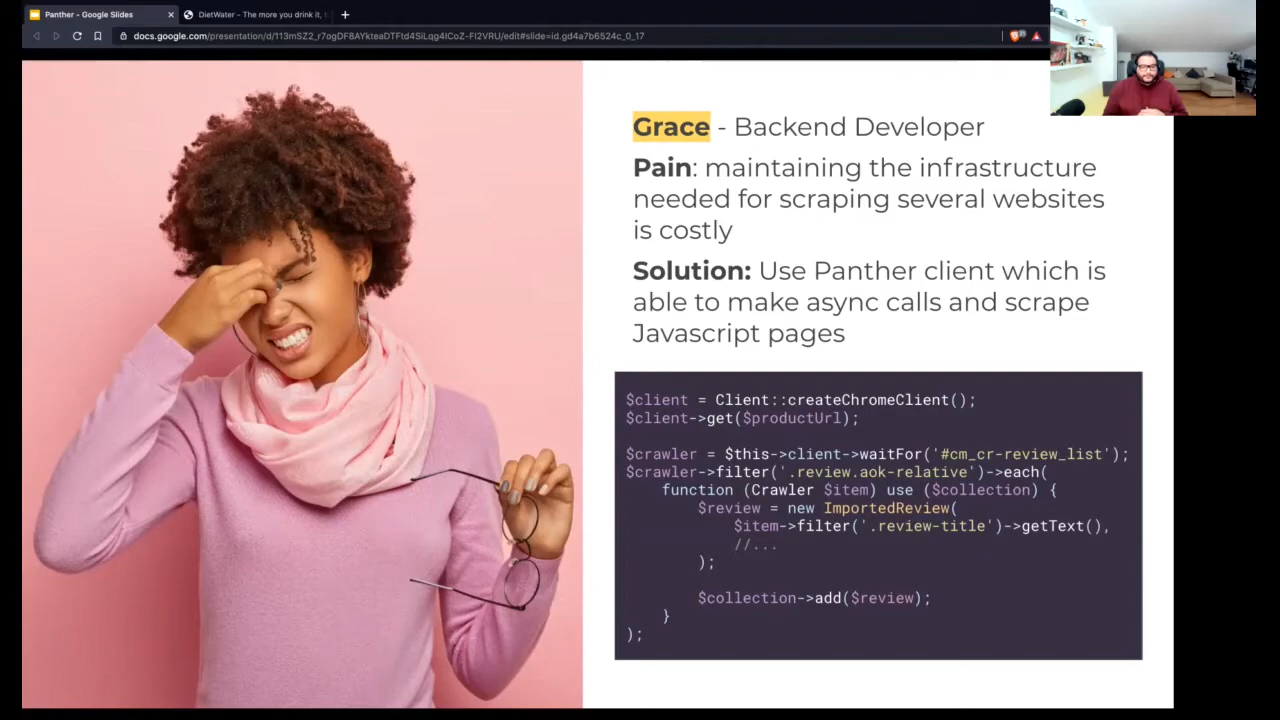 Panther - Google Slides
DietWater - The more you drink it,
docs.google.com/presentation/d/113mSZ2_r7ogDF8AYkteaDTFtd4SiLqg4ICoZ-FI2VRU/edit#slide=id.gd4a7b6524c_0_17
Grace - Backend Developer
Pain: maintaining the infrastructure
needed for scraping several websites
is costly
Solution: Use Panther client which is
able to make async calls and scrape
Javascript pages
$client = Client::createChromeClient();
$client->get($productUrl);
$crawler = $this->client->waitFor('#cm_cr-review_list');
$crawler->filter('.review.aok-relative')->each(
function (Crawler $item) use ($collection) {
$review = new ImportedReview(
$item->filter('.review-title')->getText(),
//...
);
$collection->add($review);
}
);